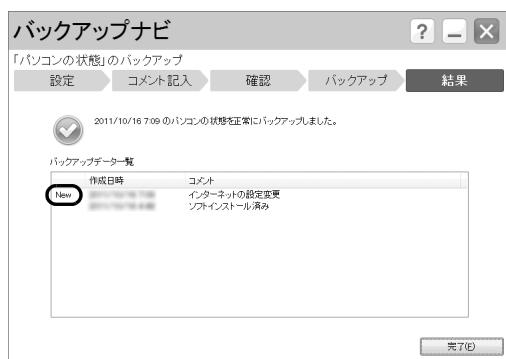 バックアップナビ
?
「パソコンの状態」のバックアップ
設定 コメント記入 確認 バックアップ 結果
2011/10/16 7:09 のパソコンの状態を正常にバックアップしました。
バックアップデータ一覧
作成日時 コメント
New インターネットの設定変更
ソフトインストール済み
完了(F)